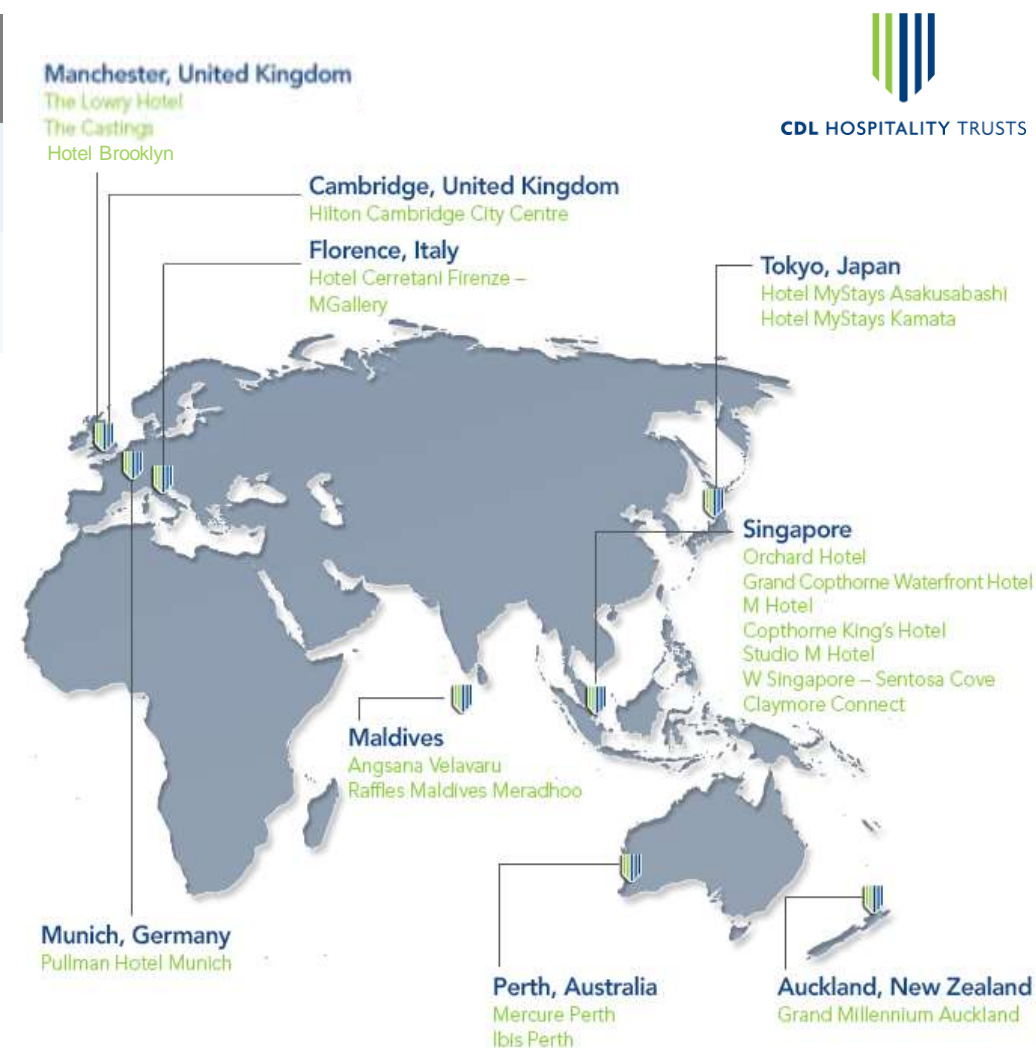 CDL HOSPITALITY TRUSTS
Manchester, United Kingdom
The Lowry Hotel
The Castings
Hotel Brooklyn
Cambridge, United Kingdom
Hilton Cambridge City Centre
Florence, Italy
Hotel Cerretani Firenze –
MGallery
Tokyo, Japan
Hotel MyStays Asakusabashi
Hotel MyStays Kamata
Singapore
Orchard Hotel
Grand Copthorne Waterfront Hotel
M Hotel
Copthorne King's Hotel
Studio M Hotel
W Singapore – Sentosa Cove
Claymore Connect
Maldives
Angsana Velavaru
Raffles Maldives Meradhoo
Munich, Germany
Pullman Hotel Munich
Perth, Australia
Mercure Perth
Ibis Perth
Auckland, New Zealand
Grand Millennium Auckland